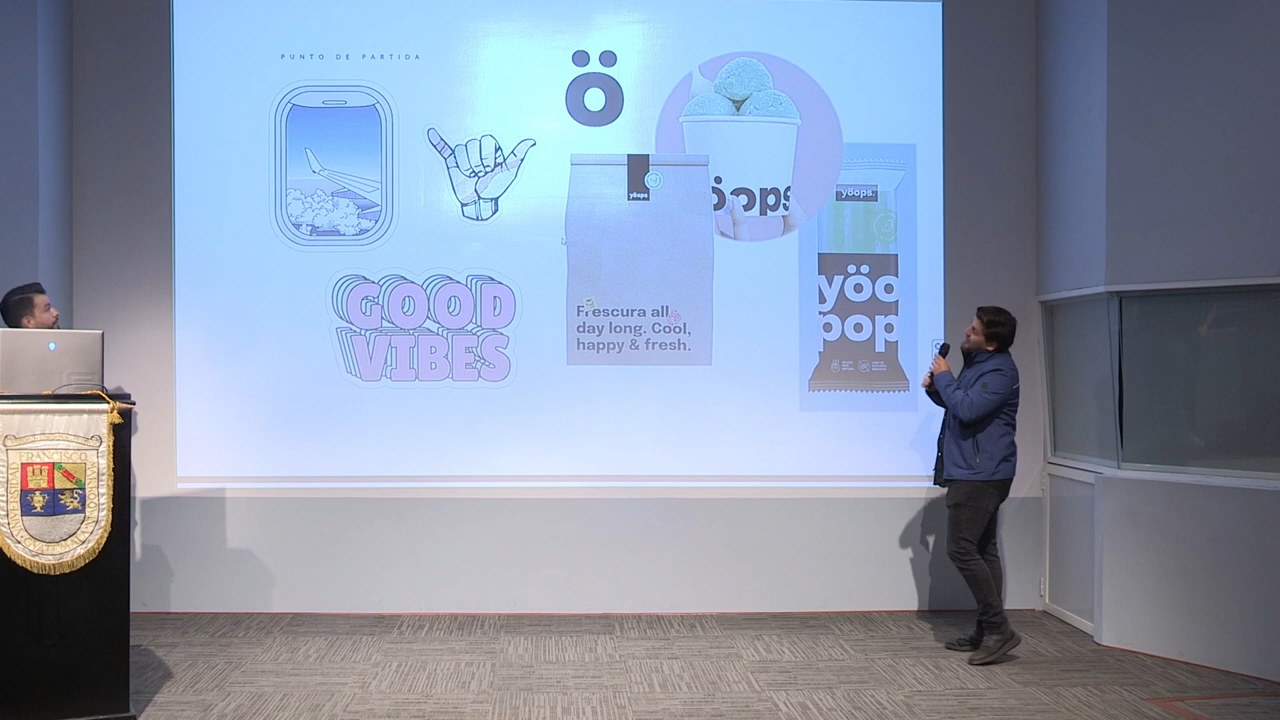 PUNTO DE PARTIDA
ö
GOOD
VIBES
yöops
Frescura all
day long. Cool,
happy & fresh.
öops
yöops.
yöo
pop
FRANCISCO